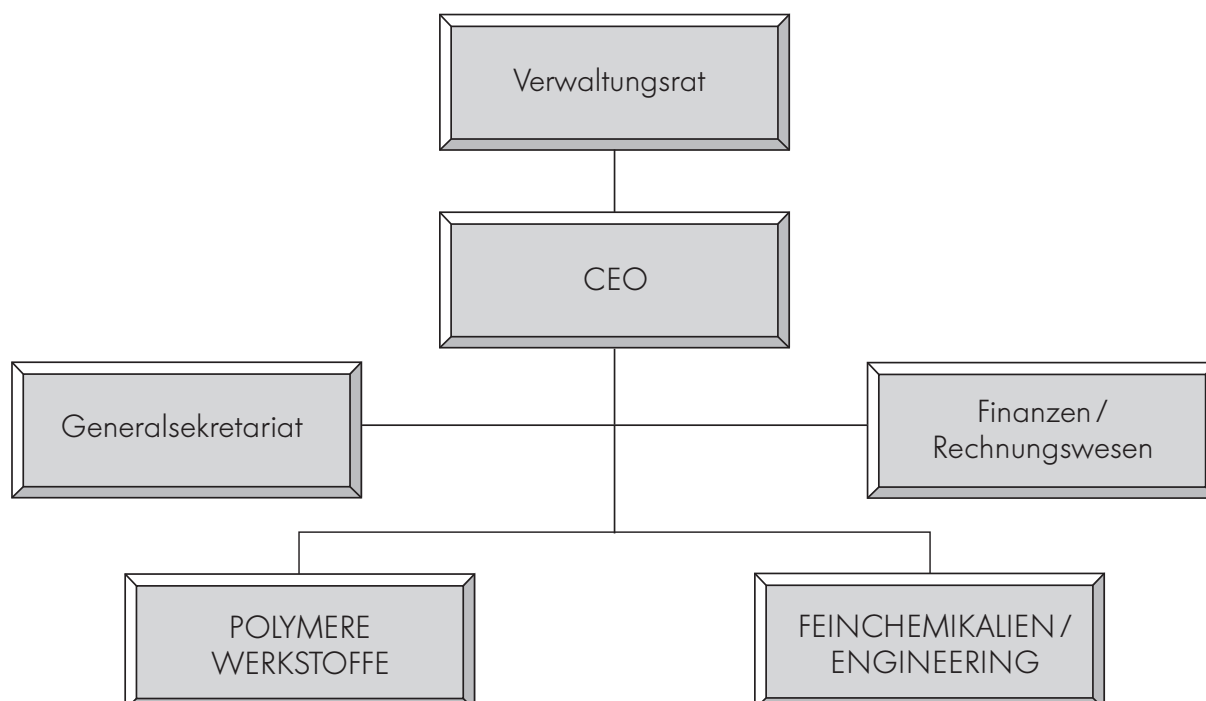 Verwaltungsrat
CEO
Generalsekretariat
Finanzen /
Rechnungswesen
POLYMERE
WERKSTOFFE
FEINCHEMIKALIEN /
ENGINEERING